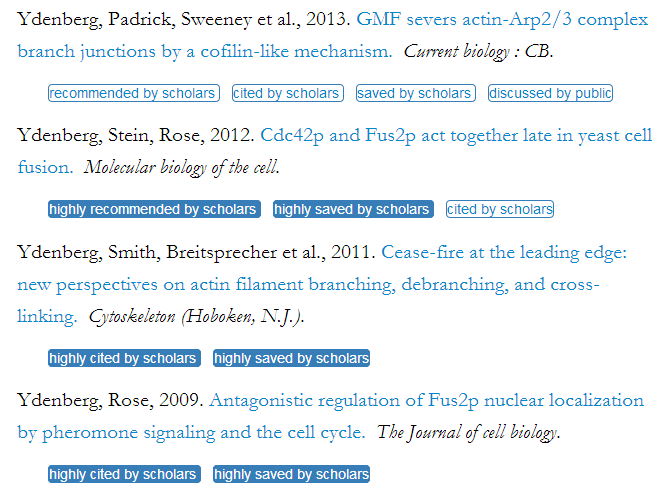 Ydenberg, Padrick, Sweeney et al., 2013. GMF severs actin-Arp2/3 complex
branch junctions by a cofilin-like mechanism. Current biology : CB.
recommended by scholars cited by scholars saved by scholars discussed by public
Ydenberg, Stein, Rose, 2012. Cdc42p and Fus2p act together late in yeast cell
fusion. Molecular biology of the cell.
highly recommended by scholars highly saved by scholars cited by scholars
Ydenberg, Smith, Breitsprecher et al., 2011. Cease-fire at the leading edge:
new perspectives on actin filament branching, debranching, and cross-
linking. Cytoskeleton (Hoboken, N.J.).
highly cited by scholars highly saved by scholars
Ydenberg, Rose, 2009. Antagonistic regulation of Fus2p nuclear localization
by pheromone signaling and the cell cycle. The Journal of cell biology.
highly cited by scholars highly saved by scholars